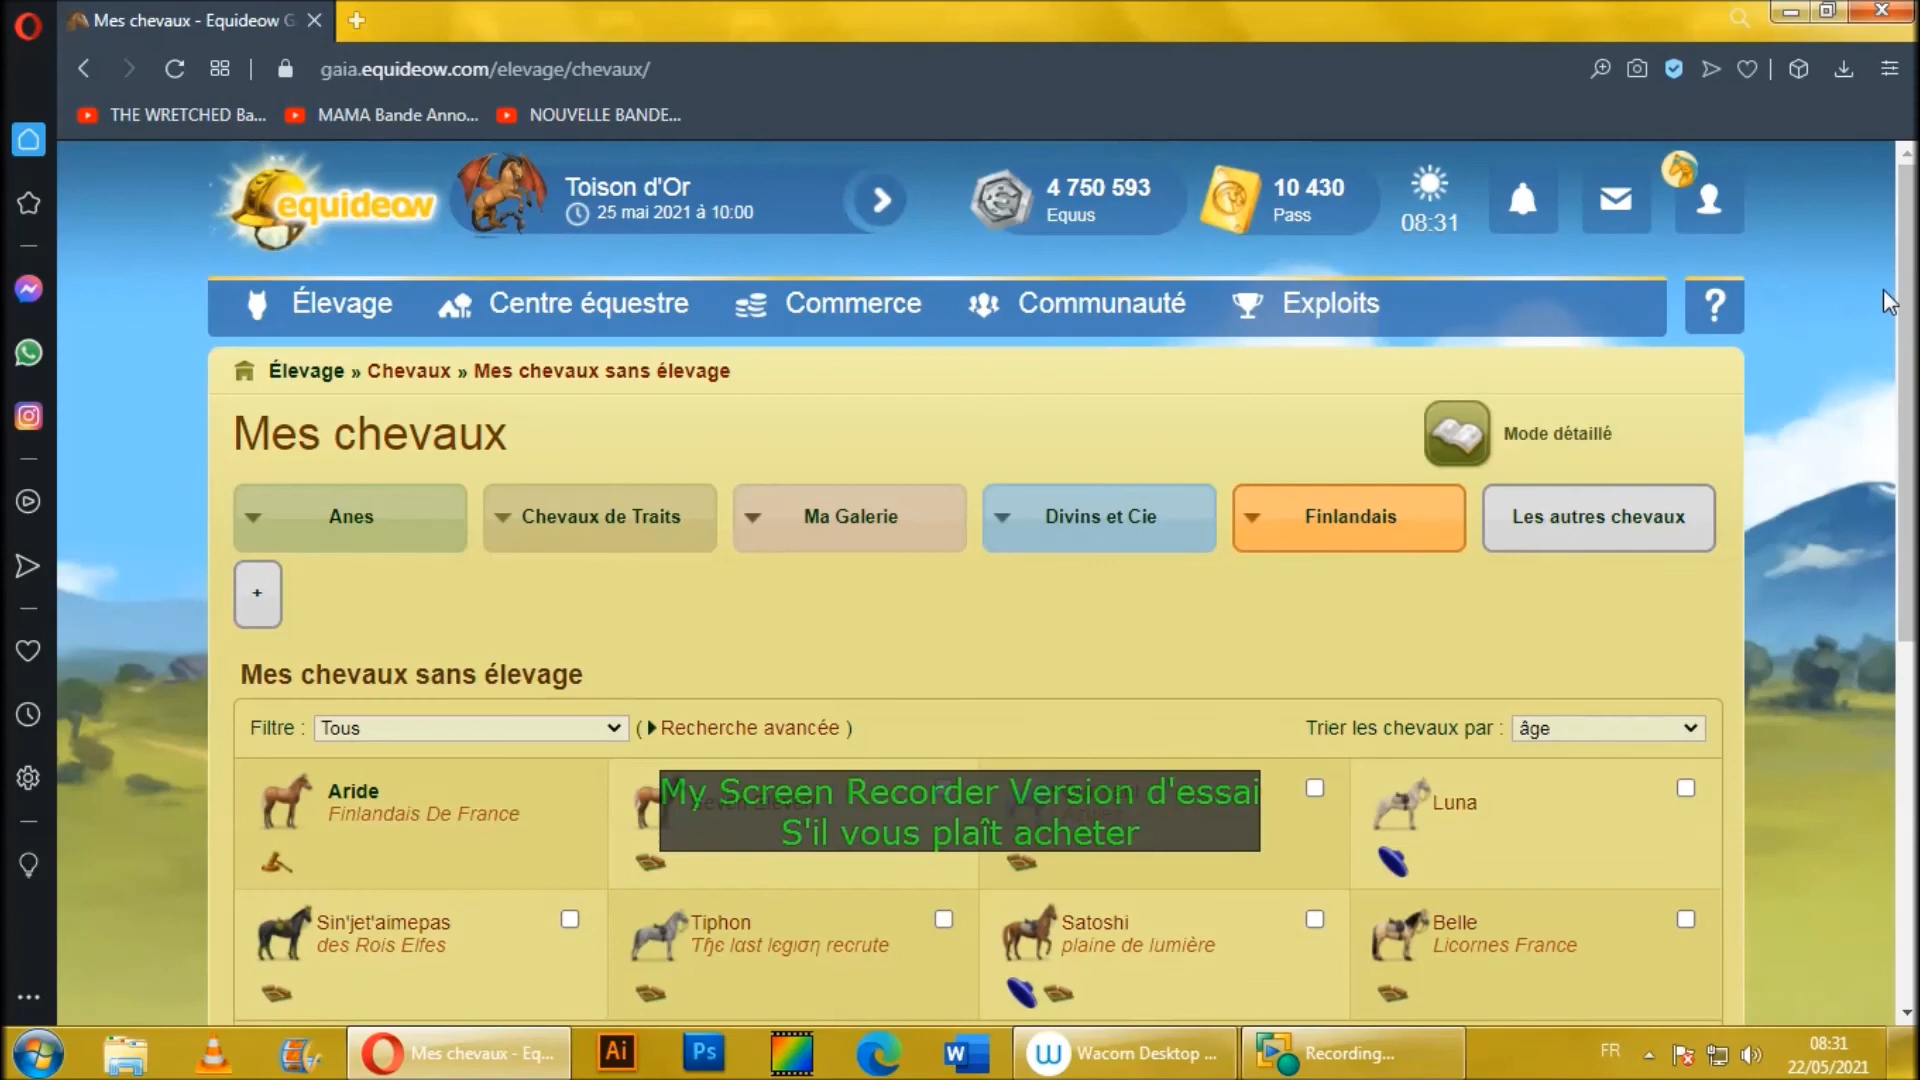 Mes chevaux - Equideow G
gaia.equideow.com/elevage/chevaux/
THE WRETCHED Ba... MAMA Bande Anno... NOUVELLE BANDE...
equideow
Toison d'Or
25 mai 2021 à 10:00
4 750 593
Equus
10 430
Pass
08:31
Élevage Centre équestre Commerce Communauté Exploits ?
Élevage » Chevaux » Mes chevaux sans élevage
Mes chevaux
Mode détaillé
Anes Chevaux de Traits Ma Galerie Divins et Cie Finlandais Les autres chevaux
+
Mes chevaux sans élevage
Filtre : Tous ( Recherche avancée ) Trier les chevaux par : âge
Aride
Finlandais De France
My Screen Recorder Version d'essai
S'il vous plaît acheter
Luna
Sin'jet'aimepas
des Rois Elfes
Tiphon
Ɦє lαst lєgιση recrute
Satoshi
plaine de lumière
Belle
Licornes France
Mes chevaux - Eq... Ai Ps W Wacom Desktop ... Recording... FR 08:31
22/05/2021